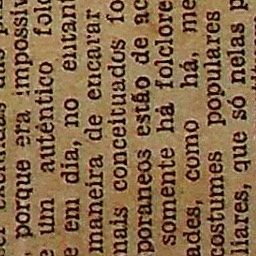 porque era impossív
e um autêntico folc
e em dia, no entant
maneira de encarar
mais conceituados fo
porâneos estão de ac
somente há folclore
ades, como há, me
costumes populares
liares, que só nelas p